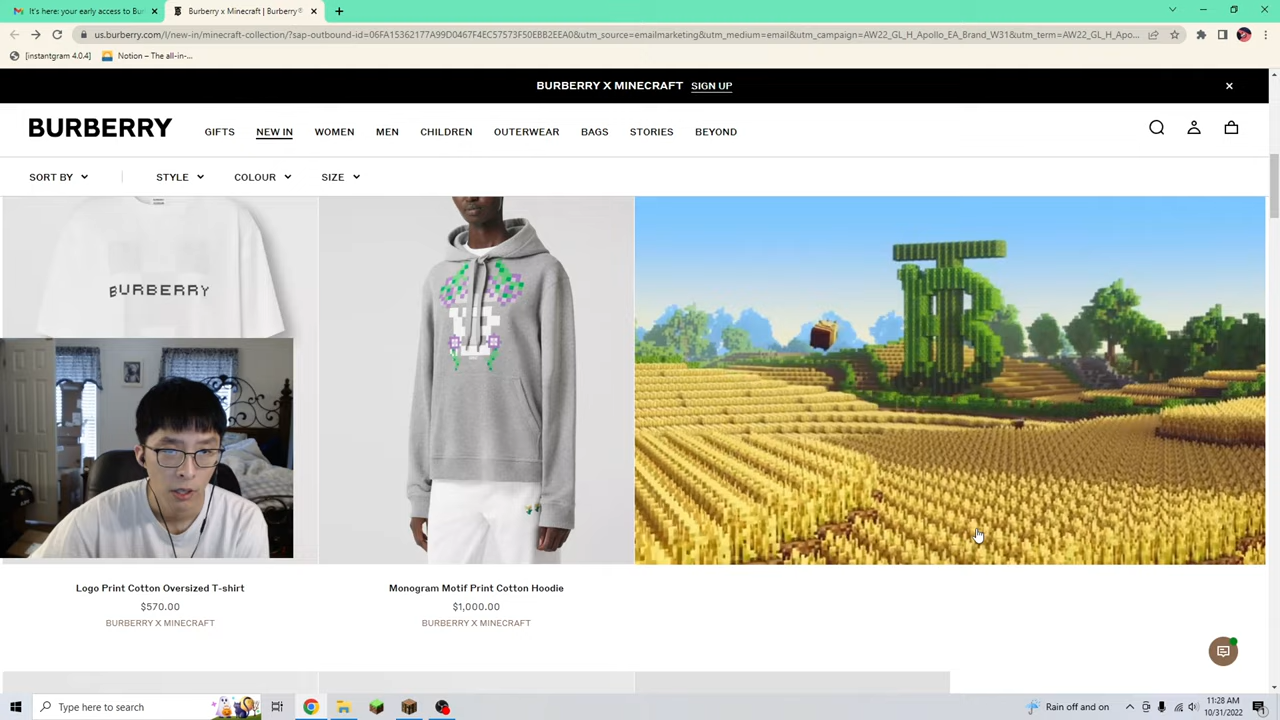 It's here: your early access to Bur
Burberry x Minecraft | Burberry®
us.burberry.com/l/new-in/minecraft-collection/?sap-outbound-id=06FA15362177A99D0467F4EC57573F50EBB2EEA0&utm_source=emailmarketing&utm_medium=email&utm_campaign=AW22_GL_H_Apollo_EA_Brand_W31&utm_term=AW22_GL_H_Apo...
[instantgram 4.0.4]
Notion – The all-in-...
BURBERRY X MINECRAFT SIGN UP
BURBERRY
GIFTS NEW IN WOMEN MEN CHILDREN OUTERWEAR BAGS STORIES BEYOND
SORT BY STYLE COLOUR SIZE
BURBERRY
Logo Print Cotton Oversized T-shirt
$570.00
BURBERRY X MINECRAFT
Monogram Motif Print Cotton Hoodie
$1,000.00
BURBERRY X MINECRAFT
Type here to search
Rain off and on
11:28 AM
10/31/2022